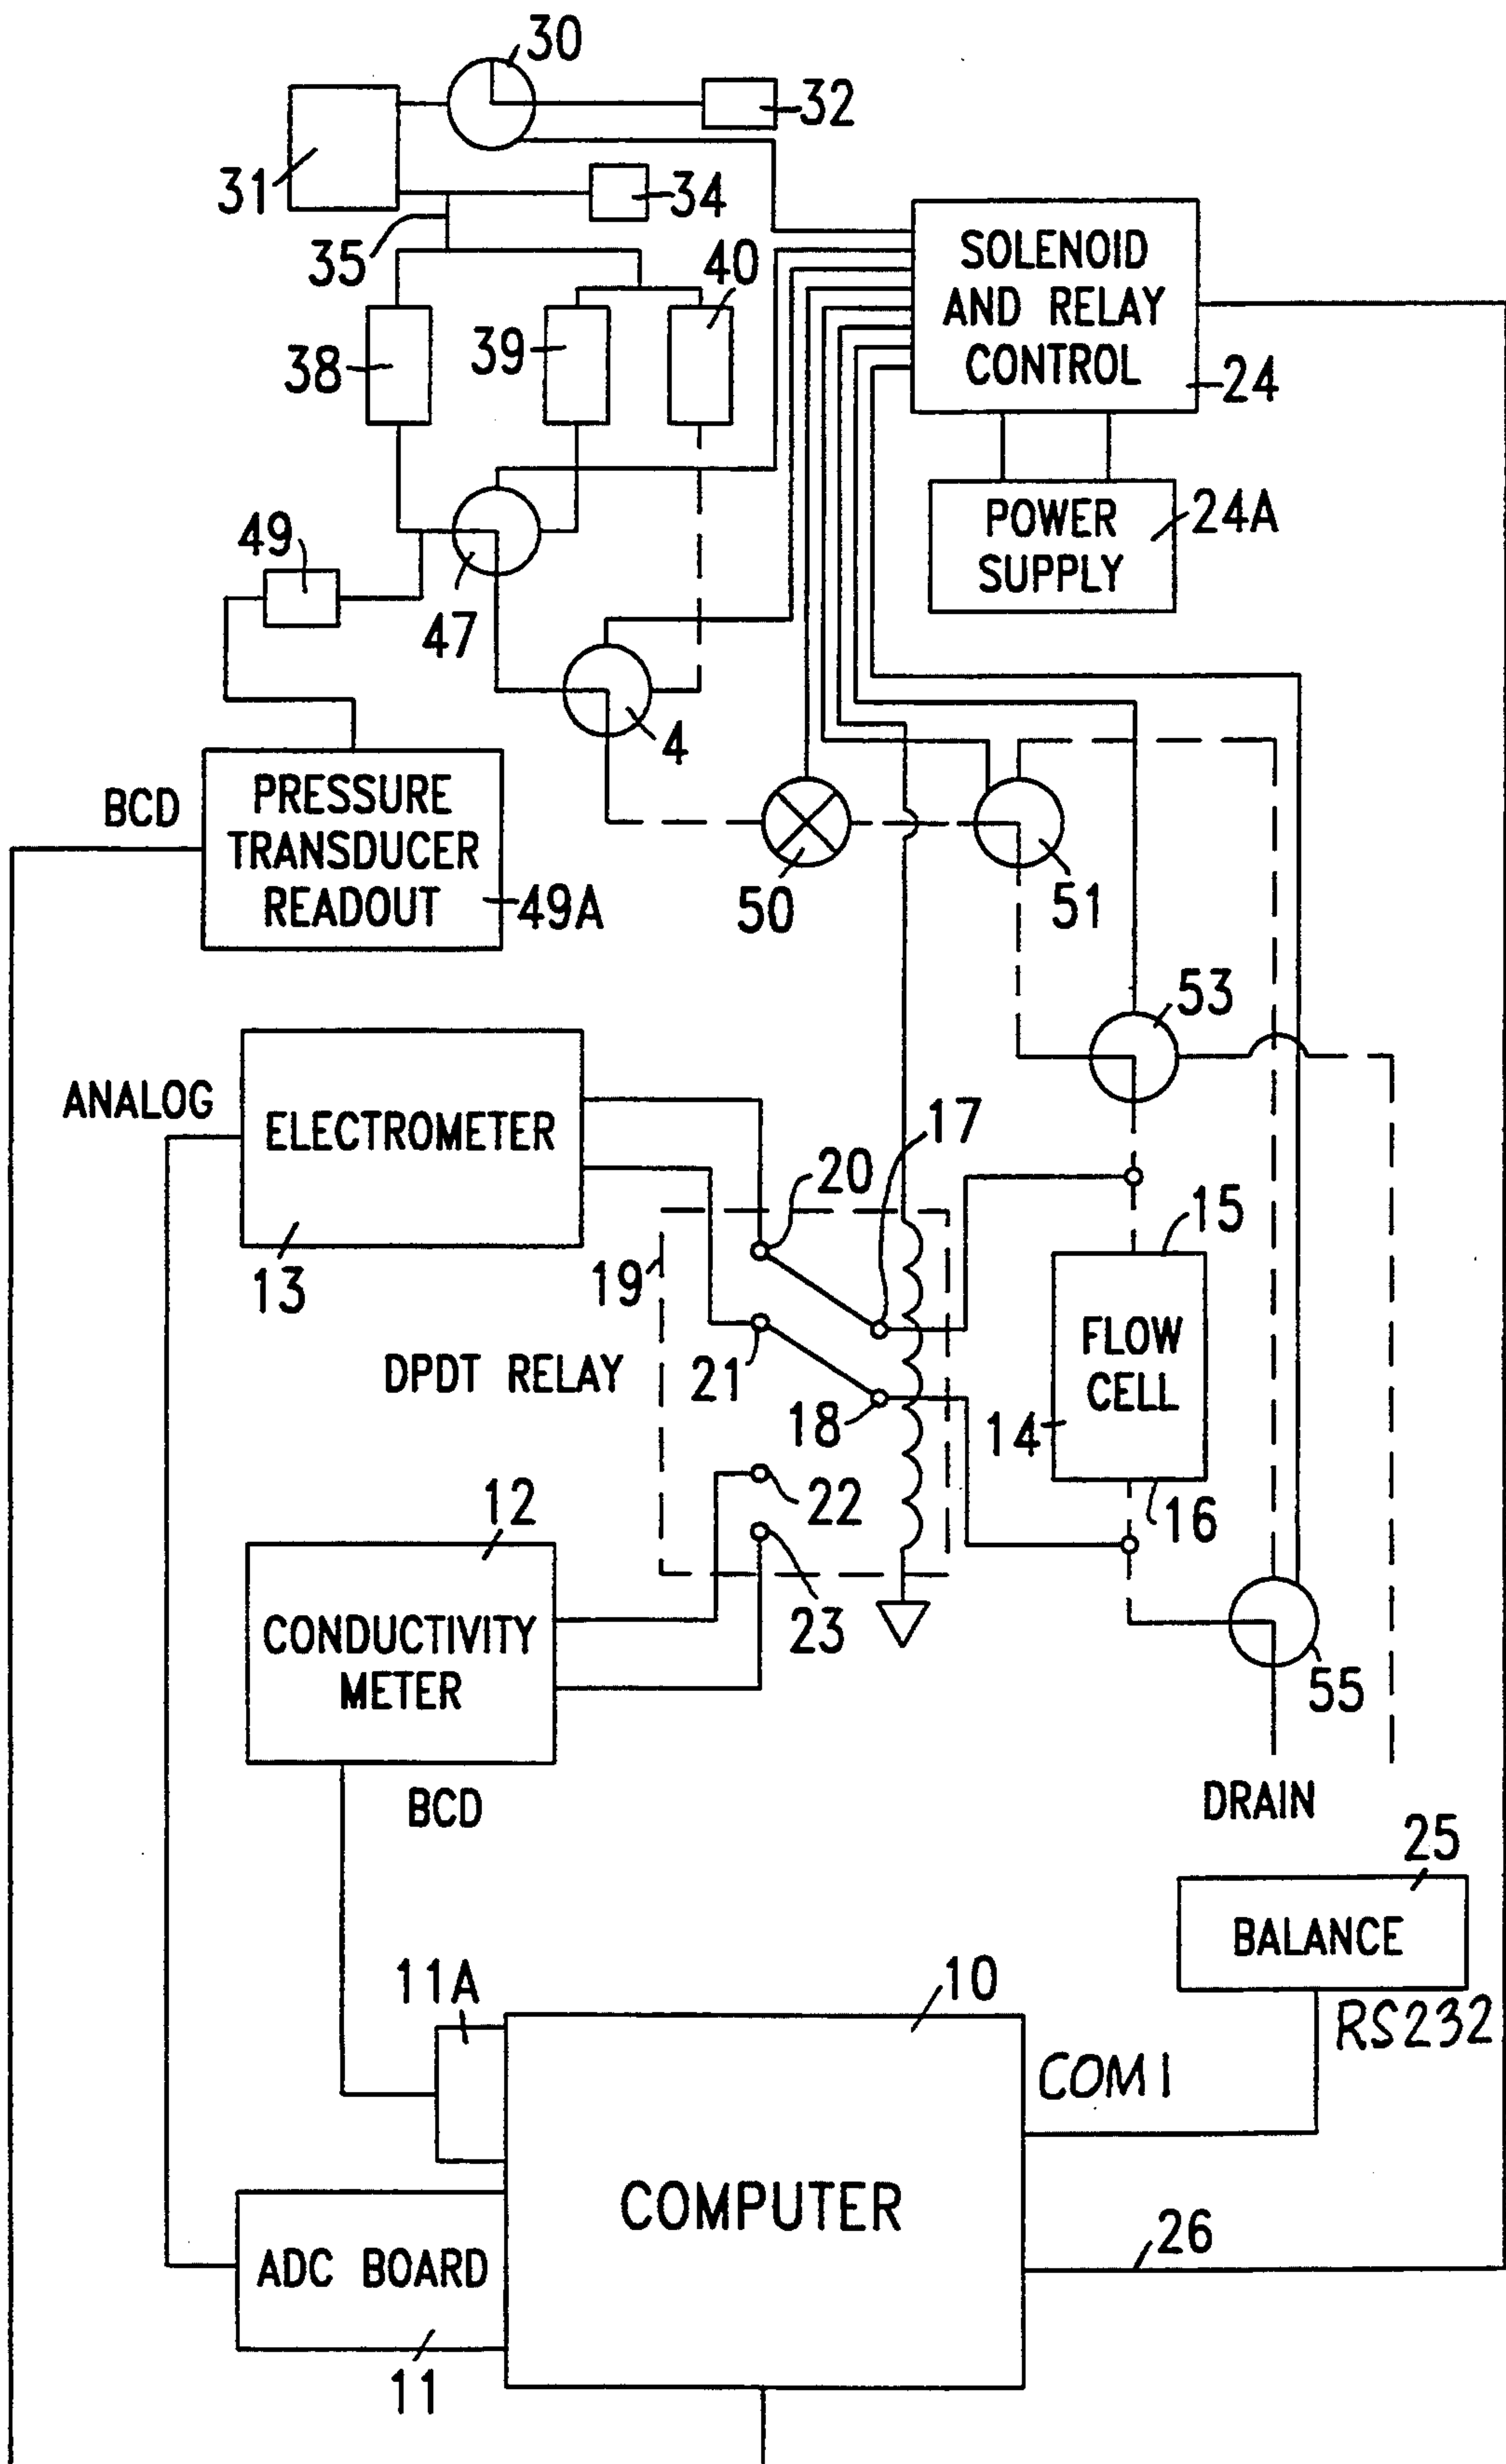 30
32
31
34
35
40
SOLENOID
AND RELAY
CONTROL
24
38
39
POWER
SUPPLY
24A
49
47
4
BCD
PRESSURE
TRANSDUCER
READOUT
49A
50
51
53
ANALOG
ELECTROMETER
13
17
20
15
19
FLOW
CELL
21
DPDT RELAY
18
14
22
16
12
23
CONDUCTIVITY
METER
55
BCD
DRAIN
25
BALANCE
RS232
11A
10
COM 1
COMPUTER
26
ADC BOARD
11